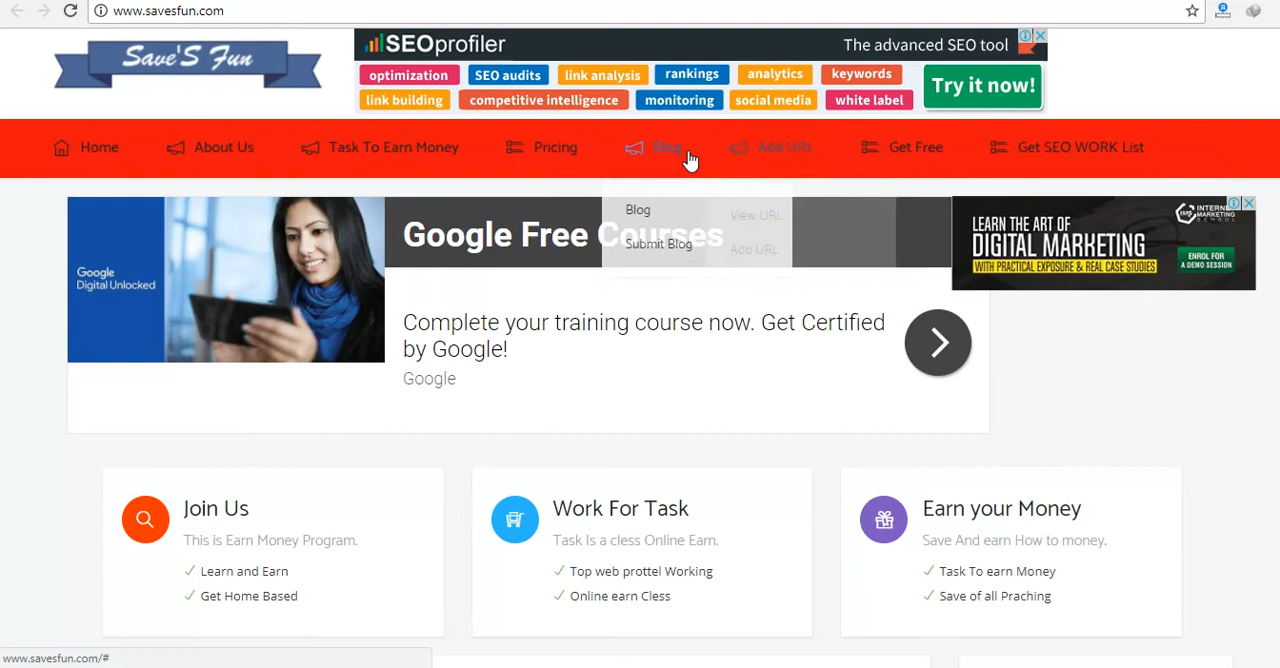 www.savesfun.com
Save'S Fun
SEOprofiler
The advanced SEO tool
optimization SEO audits link analysis rankings analytics keywords
link building competitive intelligence monitoring social media white label
Try it now!
Home About Us Task To Earn Money Pricing Blog Add URL Get Free Get SEO WORK List
Blog
Submit Blog
View URL
Add URL
Google
Digital Unlocked
Google Free Courses
Complete your training course now. Get Certified
by Google!
Google
LEARN THE ART OF
DIGITAL MARKETING
WITH PRACTICAL EXPOSURE & REAL CASE STUDIES
INTERNET
MARKETING
SCHOOL
ENROL FOR
A DEMO SESSION
Join Us
This is Earn Money Program.
Learn and Earn
Get Home Based
Work For Task
Task Is a cless Online Earn.
Top web prottel Working
Online earn Cless
Earn your Money
Save And earn How to money.
Task To earn Money
Save of all Praching
www.savesfun.com/#